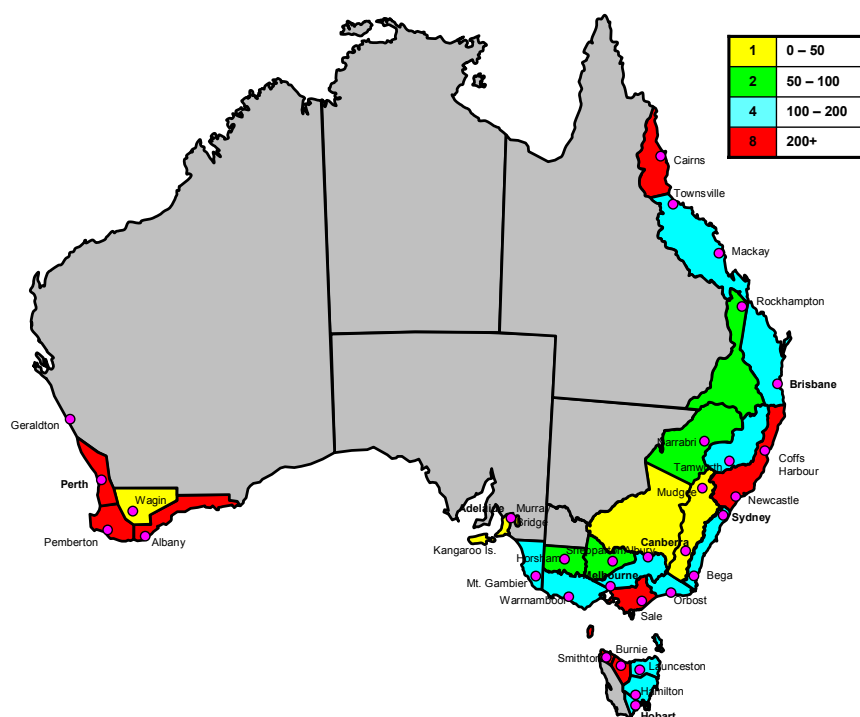 1 0 – 50
2 50 – 100
4 100 – 200
8 200+
Cairns
Townsville
Mackay
Rockhampton
Brisbane
Geraldton
Narrabri
Coffs
Harbour
Tamworth
Perth
Mudgee
Wagin
Newcastle
Adelaide
Murray
Bridge
Sydney
Pemberton
Albany
Kangaroo Is.
Canberra
Horsham
Shepparton
Albury
Mt. Gambier
Melbourne
Bega
Warrnambool
Orbost
Sale
Burnie
Smithton
Launceston
Hamilton
Hobart